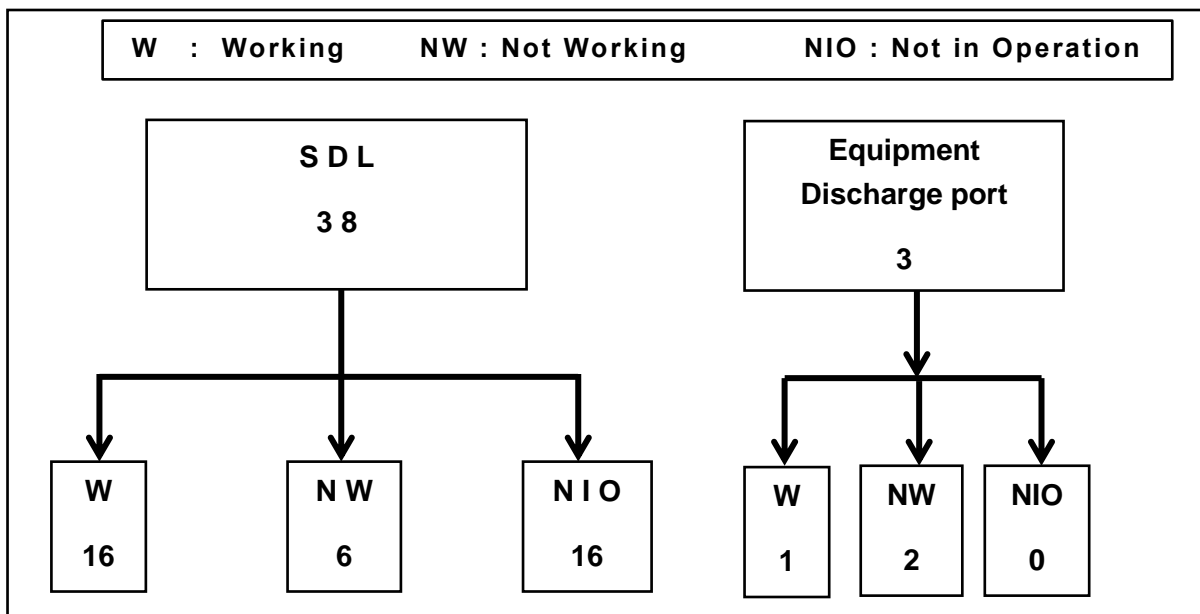 W : Working NW : Not Working NIO : Not in Operation
S D L
3 8
Equipment
Discharge port
3
W
16
N W
6
N I O
16
W
1
NW
2
NIO
0